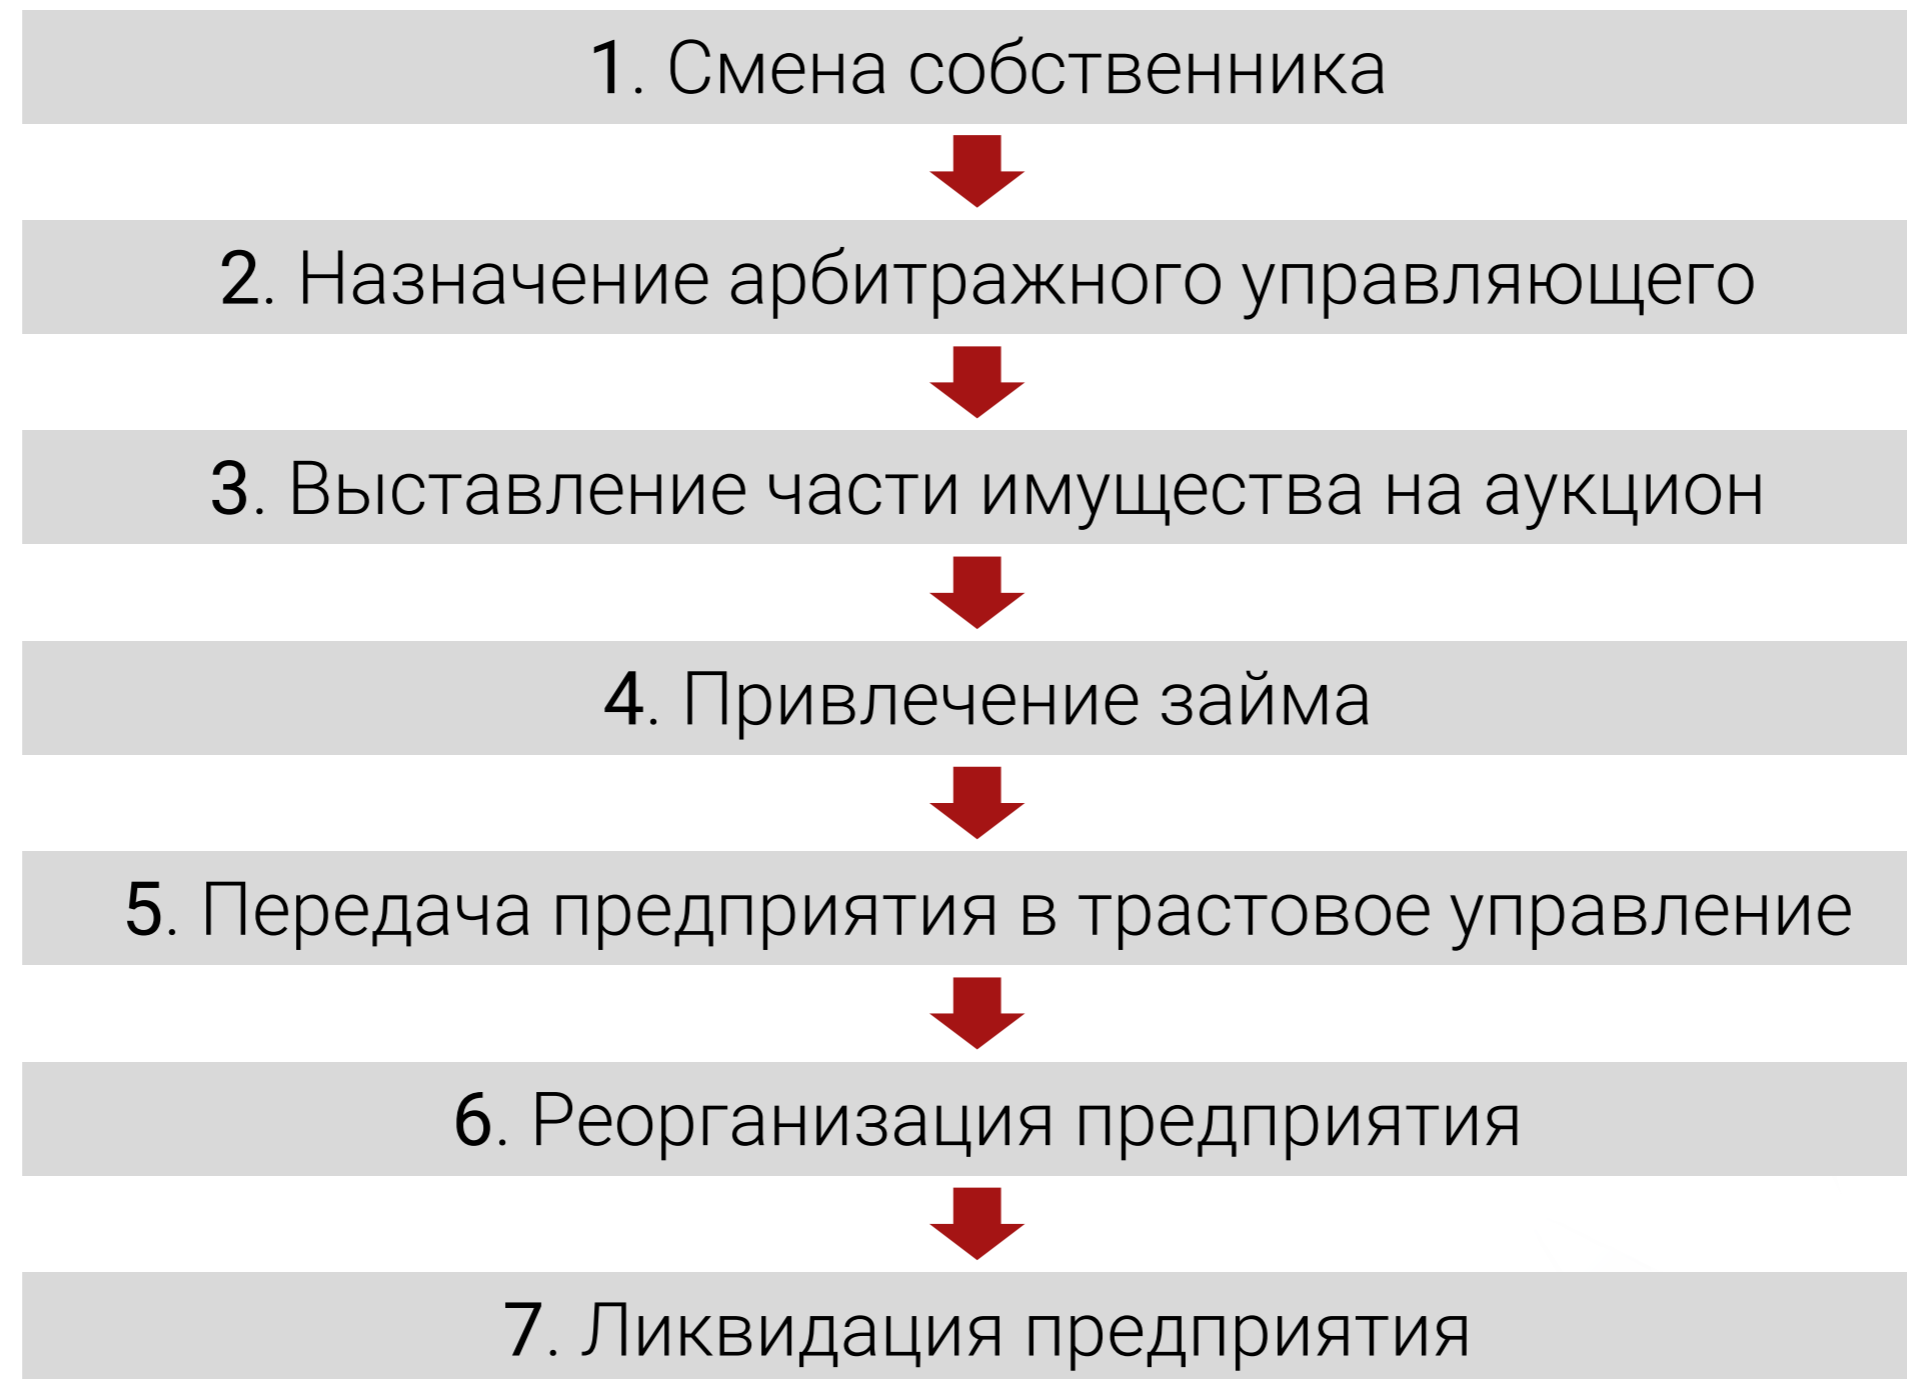 1. Смена собственника
2. Назначение арбитражного управляющего
3. Выставление части имущества на аукцион
4. Привлечение займа
5. Передача предприятия в трастовое управление
6. Реорганизация предприятия
7. Ликвидация предприятия